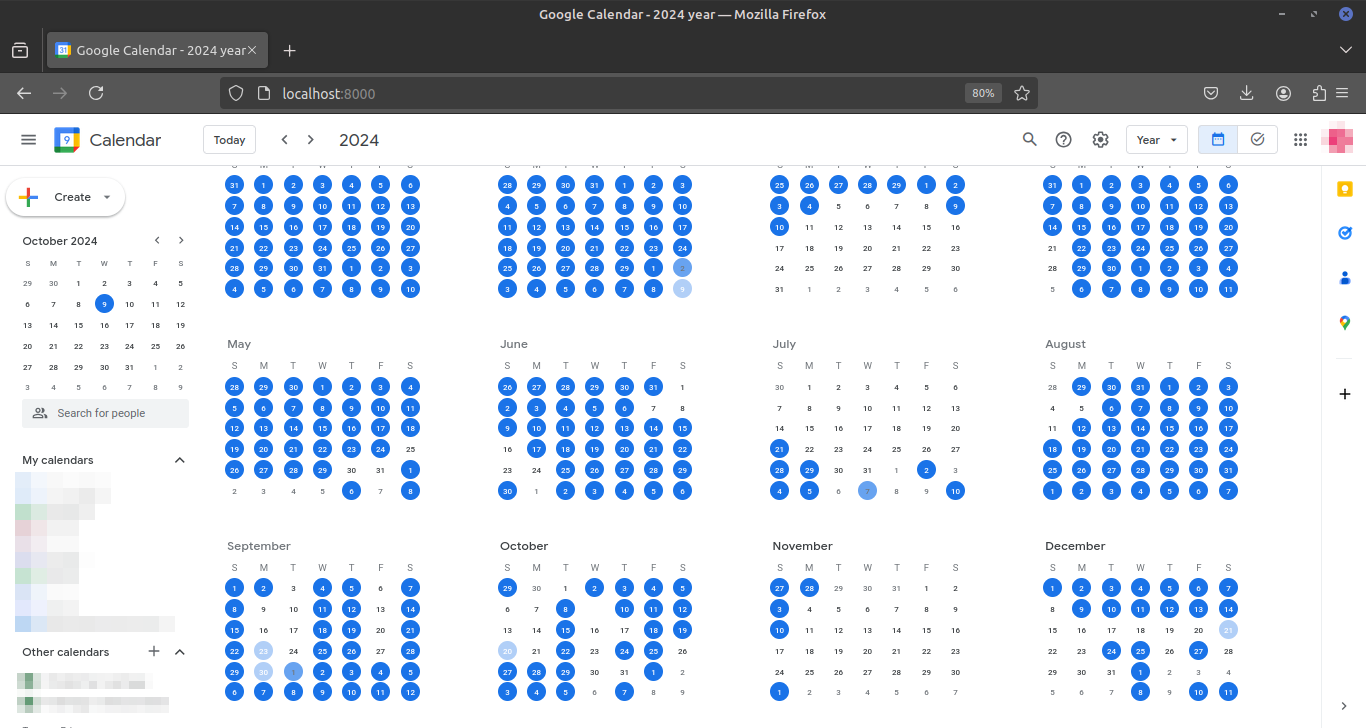 Google Calendar - 2024 year — Mozilla Firefox
Google Calendar - 2024 year
localhost:8000
80%
9
Calendar
Today
2024
Year
Create
October 2024
S M T W T F S
29 30 1 2 3 4 5
6 7 8 9 10 11 12
13 14 15 16 17 18 19
20 21 22 23 24 25 26
27 28 29 30 31 1 2
3 4 5 6 7 8 9
Search for people
My calendars
Other calendars
31 1 2 3 4 5 6
7 8 9 10 11 12 13
14 15 16 17 18 19 20
21 22 23 24 25 26 27
28 29 30 31 1 2 3
4 5 6 7 8 9 10
28 29 30 31 1 2 3
4 5 6 7 8 9 10
11 12 13 14 15 16 17
18 19 20 21 22 23 24
25 26 27 28 29 1 2
3 4 5 6 7 8 9
25 26 27 28 29 1 2
3 4 5 6 7 8 9
10 11 12 13 14 15 16
17 18 19 20 21 22 23
24 25 26 27 28 29 30
31 1 2 3 4 5 6
31 1 2 3 4 5 6
7 8 9 10 11 12 13
14 15 16 17 18 19 20
21 22 23 24 25 26 27
28 29 30 1 2 3 4
5 6 7 8 9 10 11
May
S M T W T F S
28 29 30 1 2 3 4
5 6 7 8 9 10 11
12 13 14 15 16 17 18
19 20 21 22 23 24 25
26 27 28 29 30 31 1
2 3 4 5 6 7 8
June
S M T W T F S
26 27 28 29 30 31 1
2 3 4 5 6 7 8
9 10 11 12 13 14 15
16 17 18 19 20 21 22
23 24 25 26 27 28 29
30 1 2 3 4 5 6
July
S M T W T F S
30 1 2 3 4 5 6
7 8 9 10 11 12 13
14 15 16 17 18 19 20
21 22 23 24 25 26 27
28 29 30 31 1 2 3
4 5 6 7 8 9 10
August
S M T W T F S
28 29 30 31 1 2 3
4 5 6 7 8 9 10
11 12 13 14 15 16 17
18 19 20 21 22 23 24
25 26 27 28 29 30 31
1 2 3 4 5 6 7
September
S M T W T F S
1 2 3 4 5 6 7
8 9 10 11 12 13 14
15 16 17 18 19 20 21
22 23 24 25 26 27 28
29 30 1 2 3 4 5
6 7 8 9 10 11 12
October
S M T W T F S
29 30 1 2 3 4 5
6 7 8 10 11 12
13 14 15 16 17 18 19
20 21 22 23 24 25 26
27 28 29 30 31 1 2
3 4 5 6 7 8 9
November
S M T W T F S
27 28 29 30 31 1 2
3 4 5 6 7 8 9
10 11 12 13 14 15 16
17 18 19 20 21 22 23
24 25 26 27 28 29 30
1 2 3 4 5 6 7
December
S M T W T F S
1 2 3 4 5 6 7
8 9 10 11 12 13 14
15 16 17 18 19 20 21
22 23 24 25 26 27 28
29 30 31 1 2 3 4
5 6 7 8 9 10 11